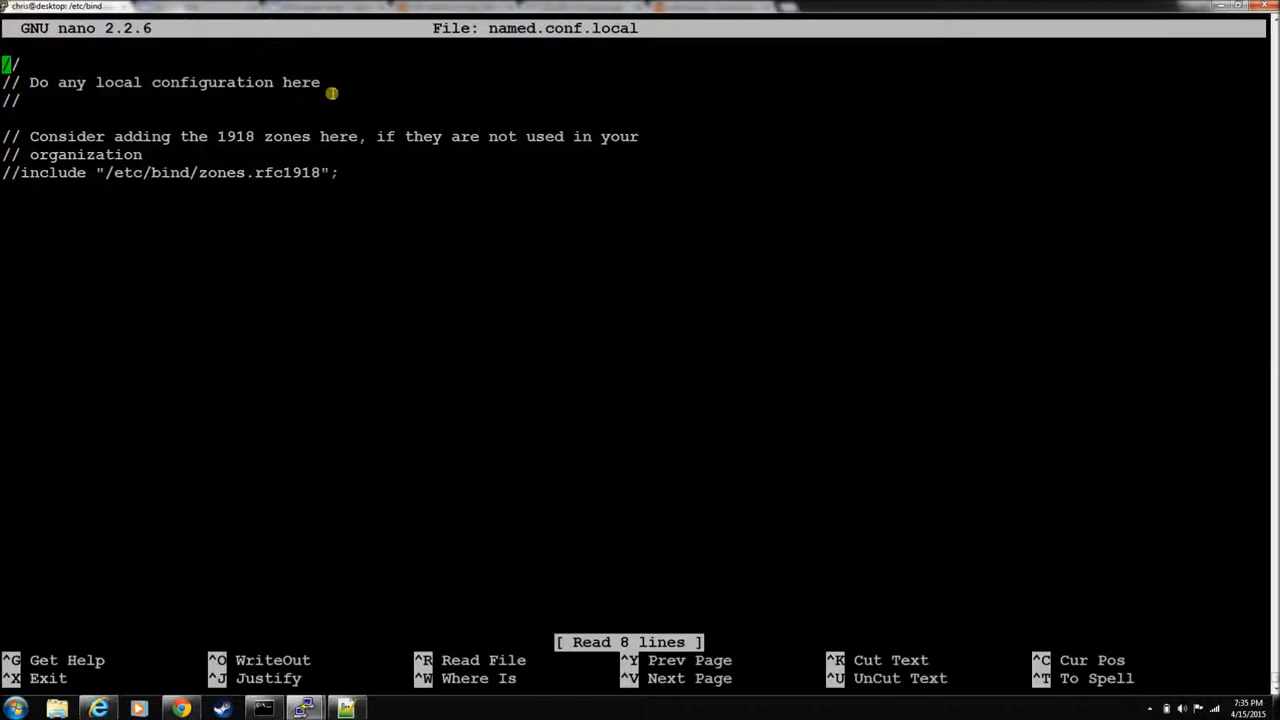 chris@desktop: /etc/bind
GNU nano 2.2.6 File: named.conf.local
//
// Do any local configuration here
//
// Consider adding the 1918 zones here, if they are not used in your
// organization
//include "/etc/bind/zones.rfc1918";
[ Read 8 lines ]
^G Get Help ^O WriteOut ^R Read File ^Y Prev Page ^K Cut Text ^C Cur Pos
^X Exit ^J Justify ^W Where Is ^V Next Page ^U UnCut Text ^T To Spell
7:35 PM
4/15/2015